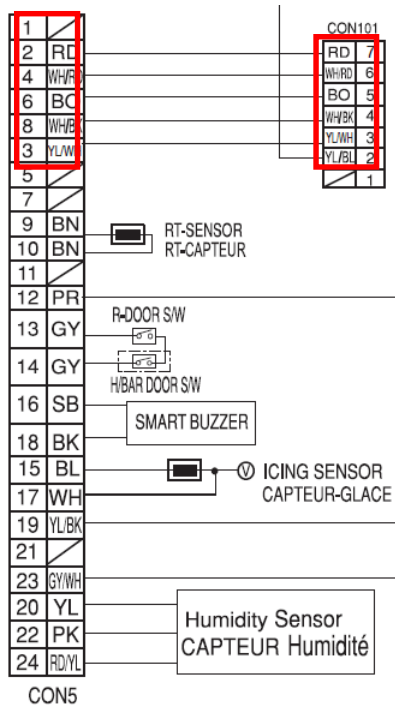 CON101
1
2 RD RD 7
4 WH/RD WH/RD 6
6 BO BO 5
8 WH/BK WH/BK 4
3 YL/WH YL/WH 3
YL/BL 2
5 1
7
9 BN RT-SENSOR
10 BN RT-CAPTEUR
11
12 PR
R-DOOR S/W
13 GY
14 GY
H/BAR DOOR S/W
16 SB
SMART BUZZER
18 BK
15 BL V ICING SENSOR
17 WH CAPTEUR-GLACE
19 YL/BK
21
23 GY/WH
20 YL Humidity Sensor
22 PK CAPTEUR Humidité
24 RD/YL
CON5